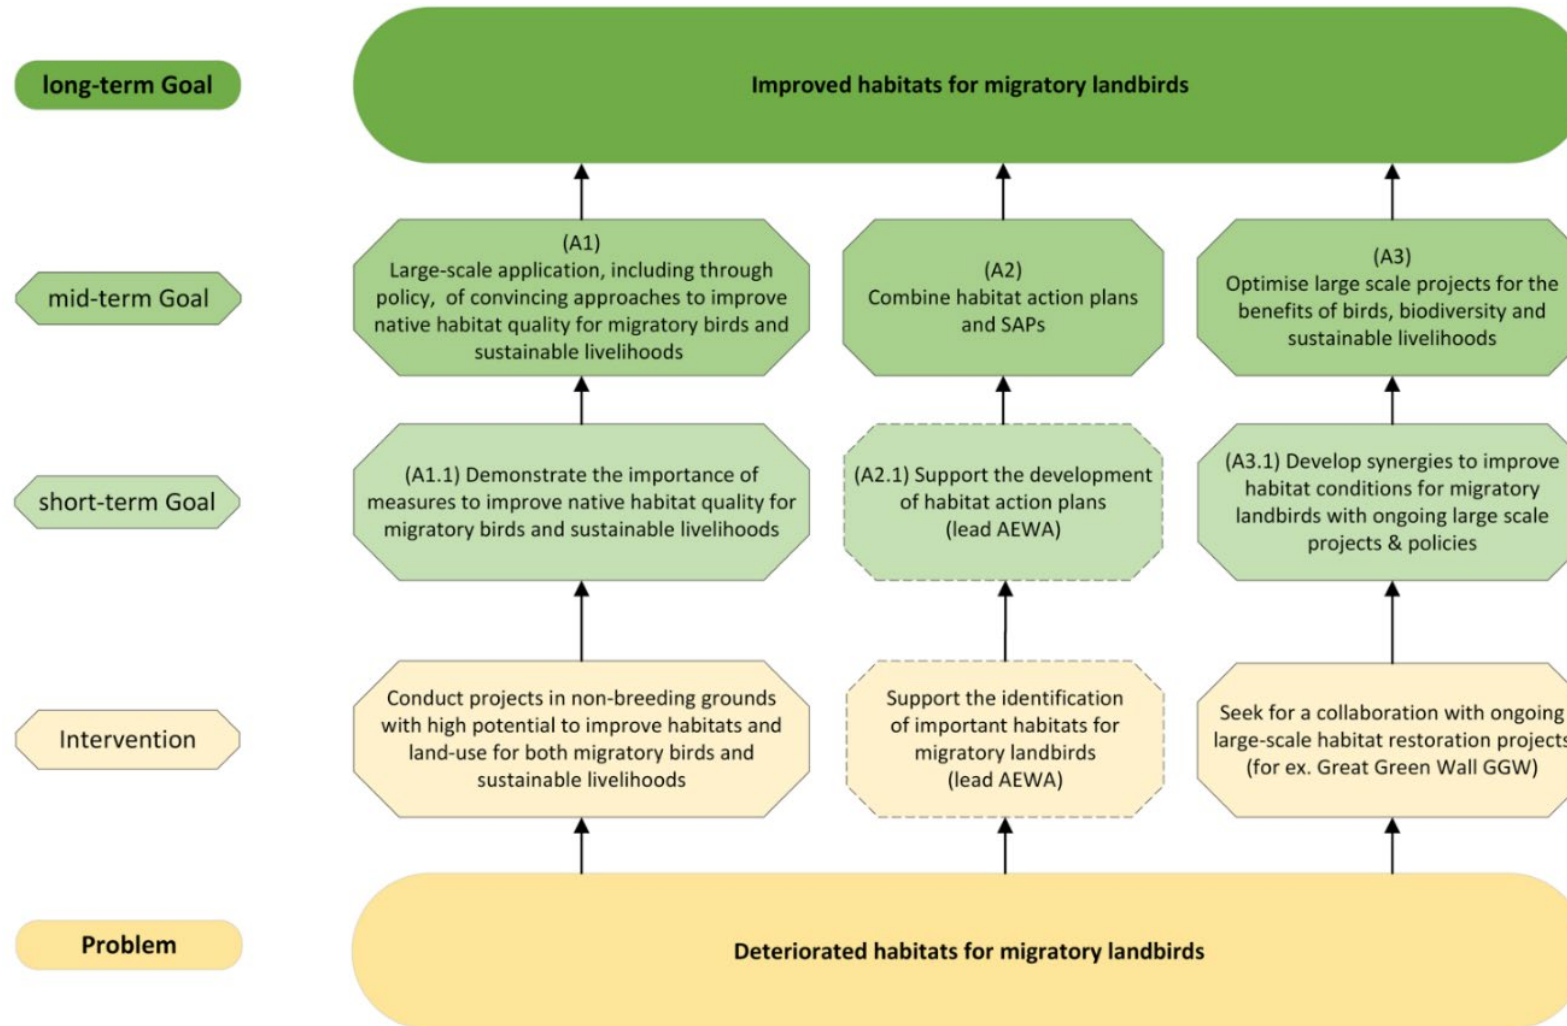 long-term Goal
Improved habitats for migratory landbirds
mid-term Goal
(A1)
Large-scale application, including through
policy, of convincing approaches to improve
native habitat quality for migratory birds and
sustainable livelihoods
(A2)
Combine habitat action plans
and SAPs
(A3)
Optimise large scale projects for the
benefits of birds, biodiversity and
sustainable livelihoods
short-term Goal
(A1.1) Demonstrate the importance of
measures to improve native habitat quality for
migratory birds and sustainable livelihoods
(A2.1) Support the development
of habitat action plans
(lead AEWA)
(A3.1) Develop synergies to improve
habitat conditions for migratory
landbirds with ongoing large scale
projects & policies
Intervention
Conduct projects in non-breeding grounds
with high potential to improve habitats and
land-use for both migratory birds and
sustainable livelihoods
Support the identification
of important habitats for
migratory landbirds
(lead AEWA)
Seek for a collaboration with ongoing
large-scale habitat restoration projects
(for ex. Great Green Wall GGW)
Problem
Deteriorated habitats for migratory landbirds